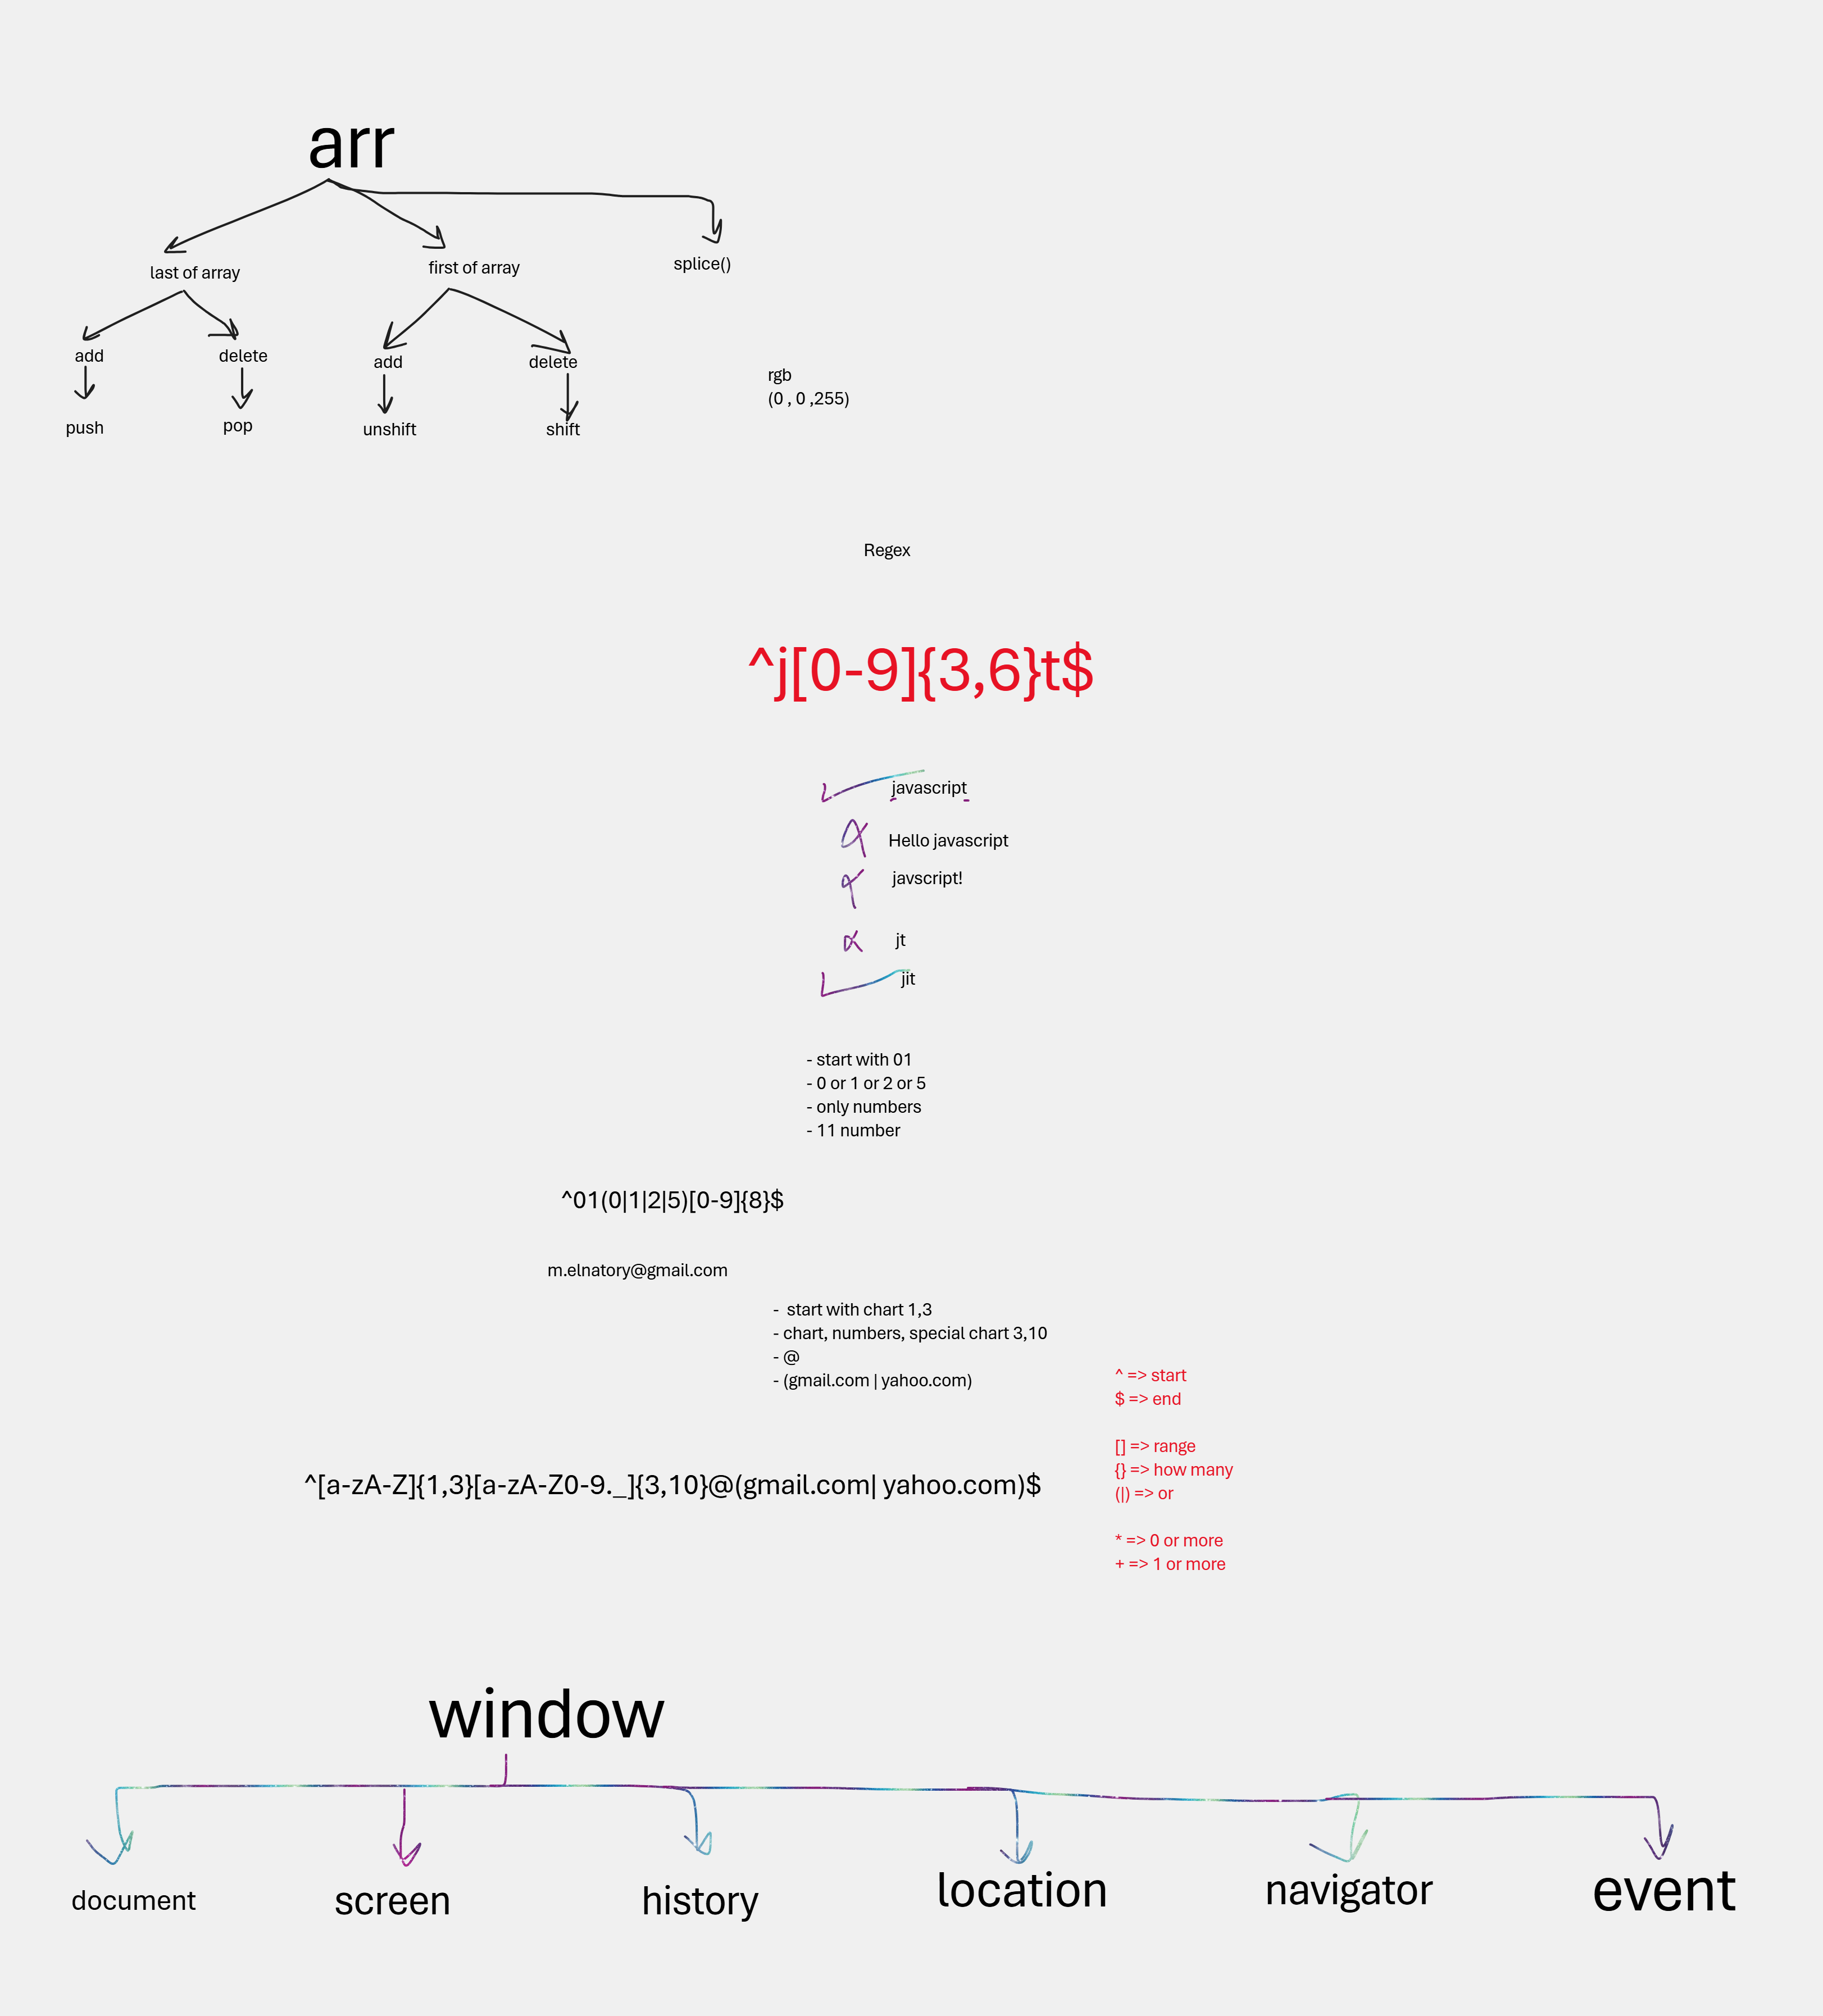 arr
last of array
first of array
splice()
add
delete
add
delete
push
pop
unshift
shift
rgb
(0 , 0 ,255)
Regex
^j[0-9]{3,6}t$
javascript
Hello javascript
javscript!
jt
jit
- start with 01
- 0 or 1 or 2 or 5
- only numbers
- 11 number
^01(0|1|2|5)[0-9]{8}$
m.elnatory@gmail.com
- start with chart 1,3
- chart, numbers, special chart 3,10
- @
- (gmail.com | yahoo.com)
^ => start
$ => end
[] => range
{} => how many
(|) => or
* => 0 or more
+ => 1 or more
^[a-zA-Z]{1,3}[a-zA-Z0-9._]{3,10}@(gmail.com| yahoo.com)$
window
document
screen
history
location
navigator
event